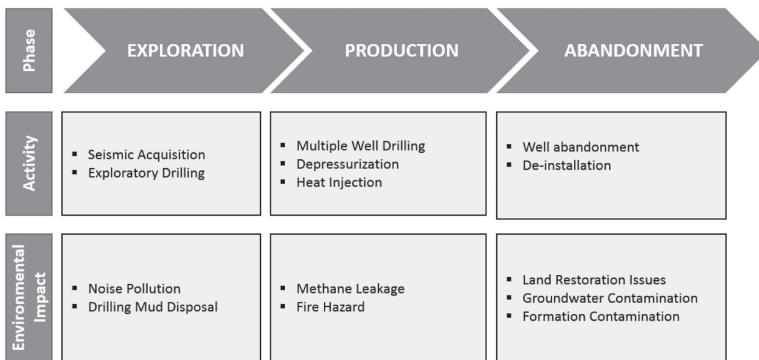 Phase
EXPLORATION
PRODUCTION
ABANDONMENT
Activity
▪ Seismic Acquisition
▪ Exploratory Drilling
▪ Multiple Well Drilling
▪ Depressurization
▪ Heat Injection
▪ Well abandonment
▪ De-installation
Environmental
Impact
▪ Noise Pollution
▪ Drilling Mud Disposal
▪ Methane Leakage
▪ Fire Hazard
▪ Land Restoration Issues
▪ Groundwater Contamination
▪ Formation Contamination